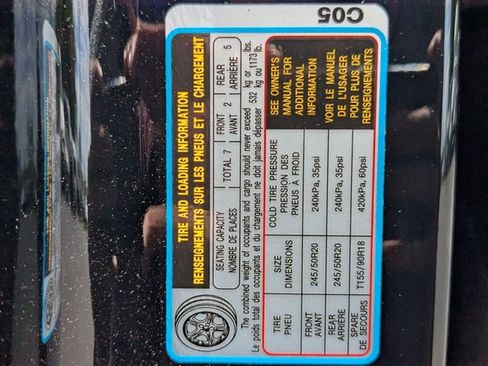 TIRE AND LOADING INFORMATION
RENSEIGNEMENTS SUR LES PNEUS ET LE CHARGEMENT
SEATING CAPACITY
NOMBRE DE PLACES
TOTAL 7
FRONT
AVANT 2
REAR
ARRIÈRE 5
The combined weight of occupants and cargo should never exceed 532 kg or 1173 lbs.
Le poids total des occupants et du chargement ne doit jamais dépasser 532 kg ou 1173 lb.
TIRE
PNEU
SIZE
DIMENSIONS
COLD TIRE PRESSURE
PRESSION DES
PNEUS À FROID
FRONT
AVANT
245/50R20
240kPa, 35psi
REAR
ARRIÈRE
245/50R20
240kPa, 35psi
SPARE
DE SECOURS
T155/90R18
420kPa, 60psi
SEE OWNER'S
MANUAL FOR
ADDITIONAL
INFORMATION
VOIR LE MANUEL
DE L'USAGER
POUR PLUS DE
RENSEIGNEMENTS
C05